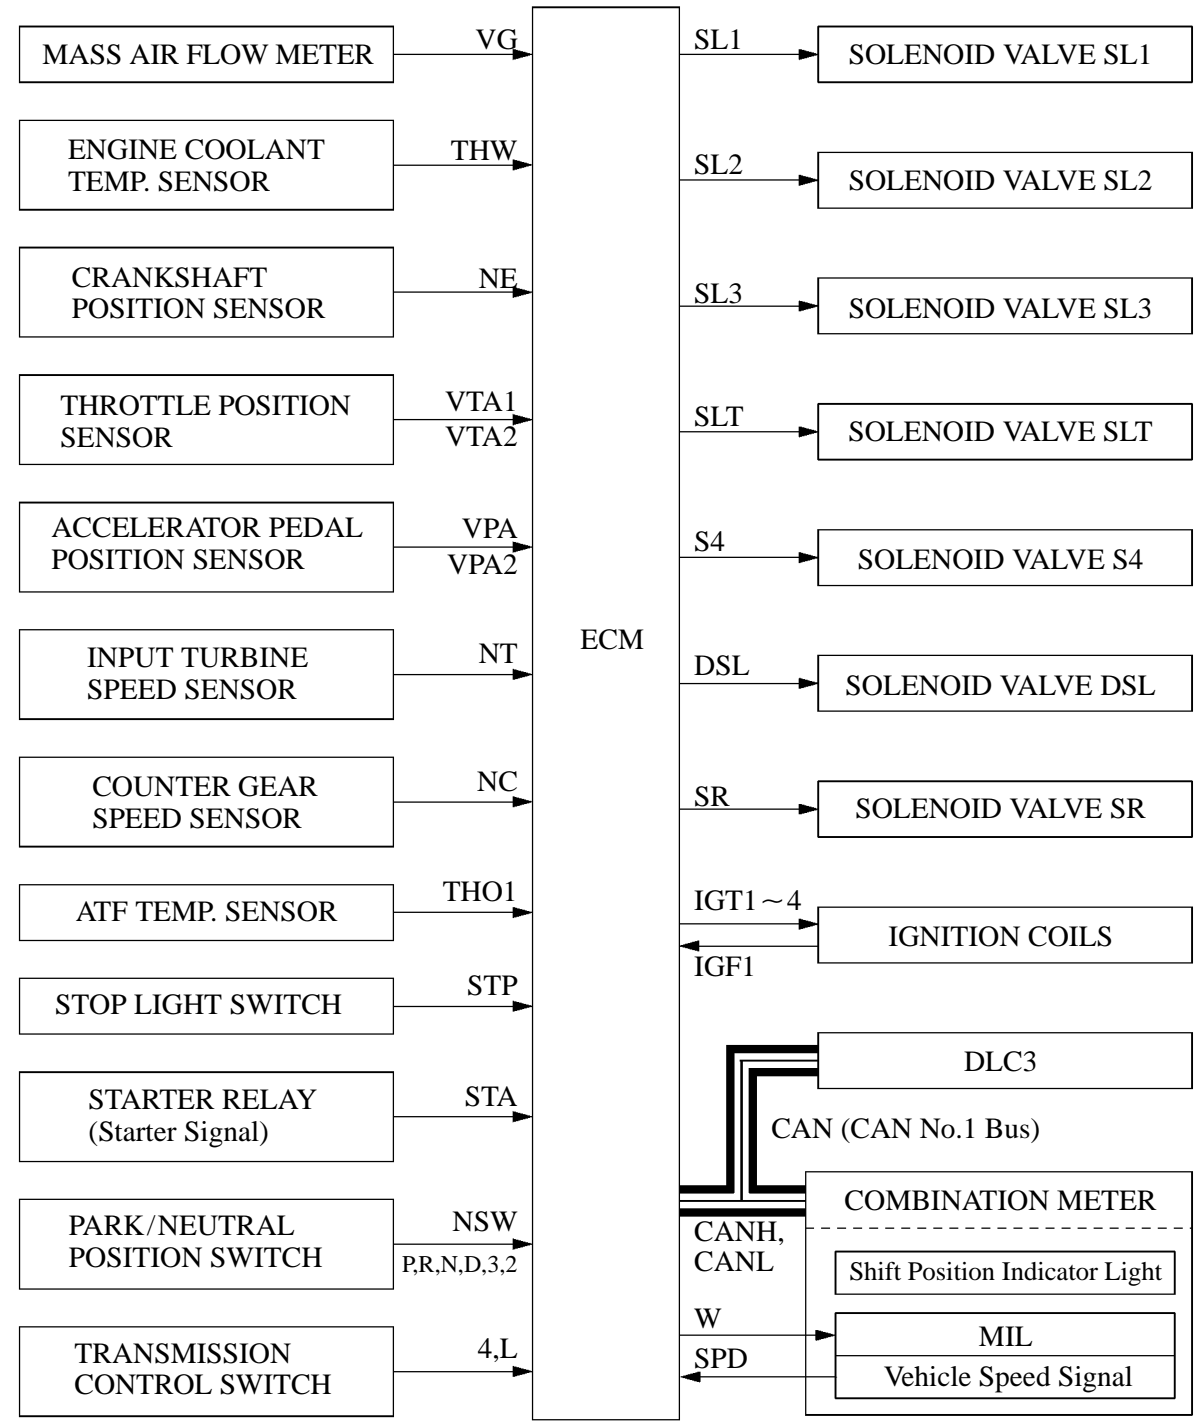 MASS AIR FLOW METER
VG
ENGINE COOLANT
TEMP. SENSOR
THW
CRANKSHAFT
POSITION SENSOR
NE
THROTTLE POSITION
SENSOR
VTA1
VTA2
ACCELERATOR PEDAL
POSITION SENSOR
VPA
VPA2
INPUT TURBINE
SPEED SENSOR
NT
COUNTER GEAR
SPEED SENSOR
NC
ATF TEMP. SENSOR
THO1
STOP LIGHT SWITCH
STP
STARTER RELAY
(Starter Signal)
STA
PARK/NEUTRAL
POSITION SWITCH
NSW
P,R,N,D,3,2
TRANSMISSION
CONTROL SWITCH
4,L
ECM
SL1
SOLENOID VALVE SL1
SL2
SOLENOID VALVE SL2
SL3
SOLENOID VALVE SL3
SLT
SOLENOID VALVE SLT
S4
SOLENOID VALVE S4
DSL
SOLENOID VALVE DSL
SR
SOLENOID VALVE SR
IGT1~4
IGF1
IGNITION COILS
DLC3
CAN (CAN No.1 Bus)
CANH,
CANL
COMBINATION METER
Shift Position Indicator Light
W
MIL
SPD
Vehicle Speed Signal